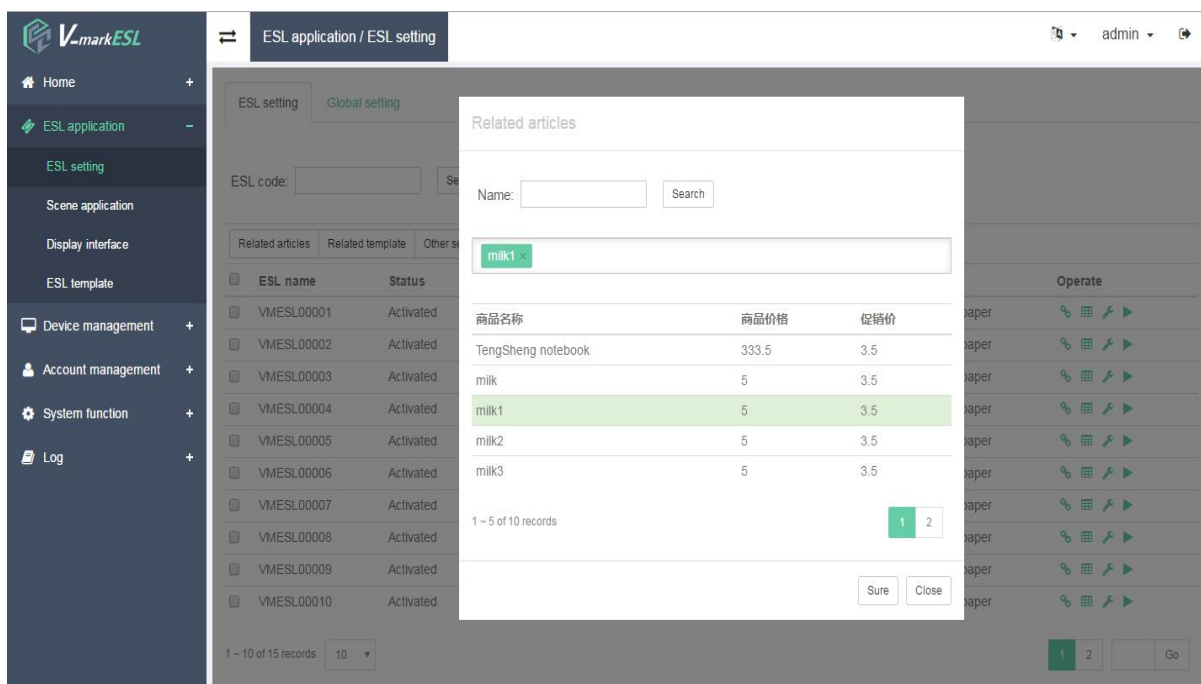 V-markESL
ESL application / ESL setting
admin
Home
ESL application
ESL setting
Scene application
Display interface
ESL template
Device management
Account management
System function
Log
ESL setting Global setting
ESL code:
Related articles Related template Other
ESL name Status Operate
VMESL00001 Activated
VMESL00002 Activated
VMESL00003 Activated
VMESL00004 Activated
VMESL00005 Activated
VMESL00006 Activated
VMESL00007 Activated
VMESL00008 Activated
VMESL00009 Activated
VMESL00010 Activated
1 ~ 10 of 15 records 10
1 2 Go
Related articles
Name: Search
milk1 ×
商品名称 商品价格 促销价
TengSheng notebook 333.5 3.5
milk 5 3.5
milk1 5 3.5
milk2 5 3.5
milk3 5 3.5
1 ~ 5 of 10 records 1 2
Sure Close